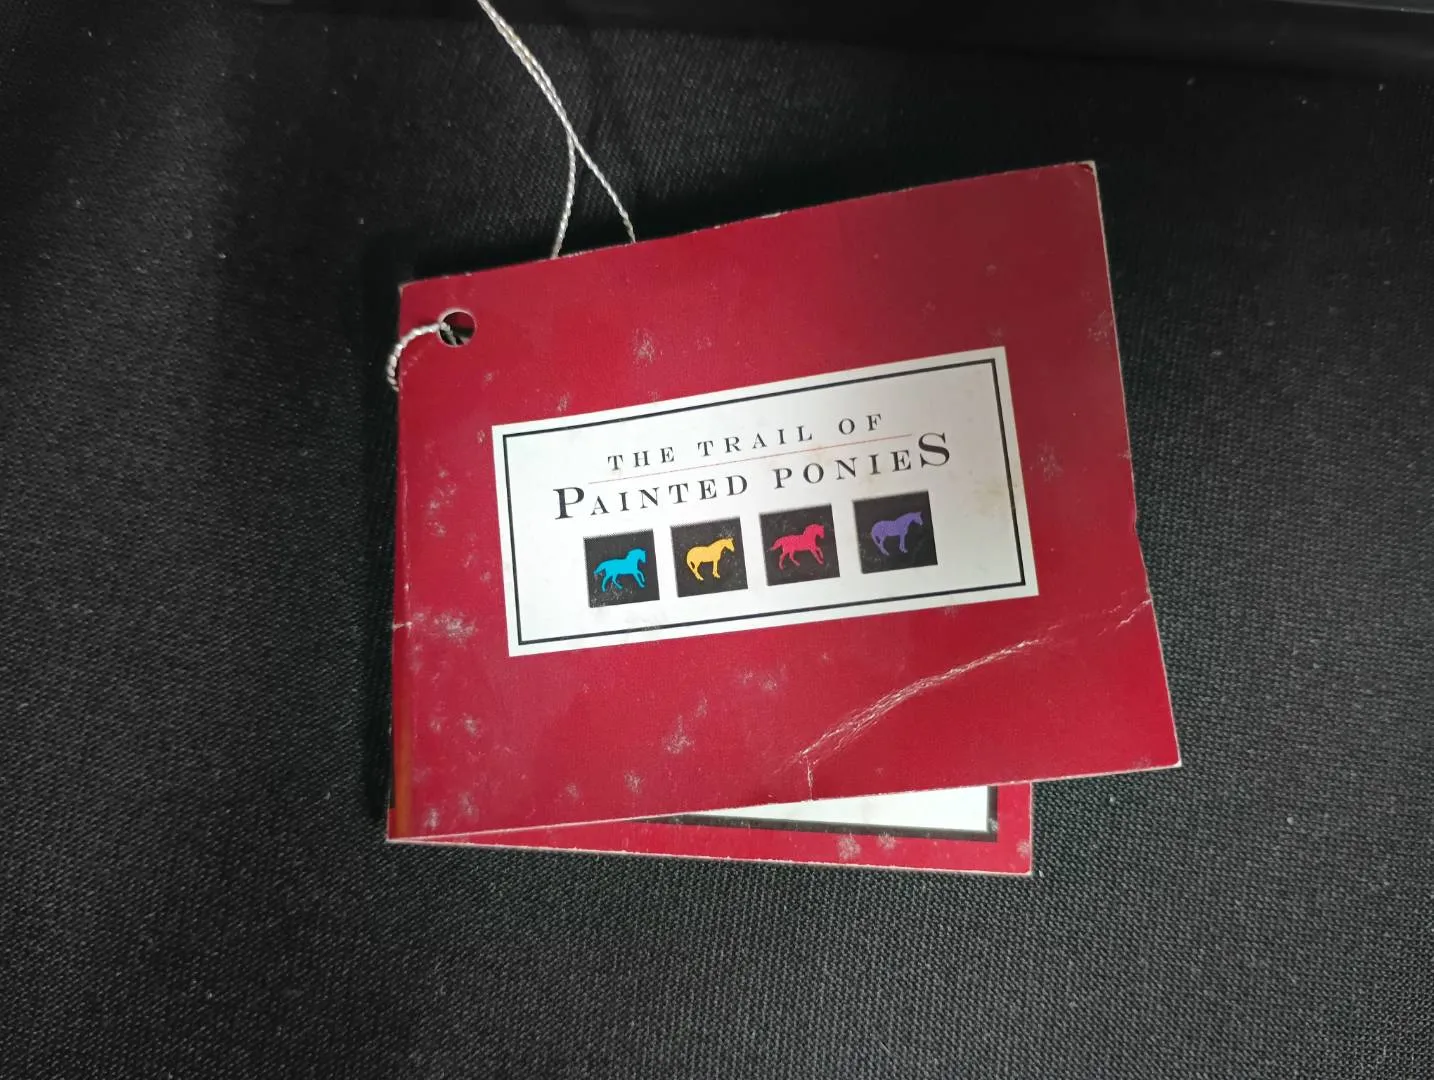 THE TRAIL OF
PAINTED PONIES